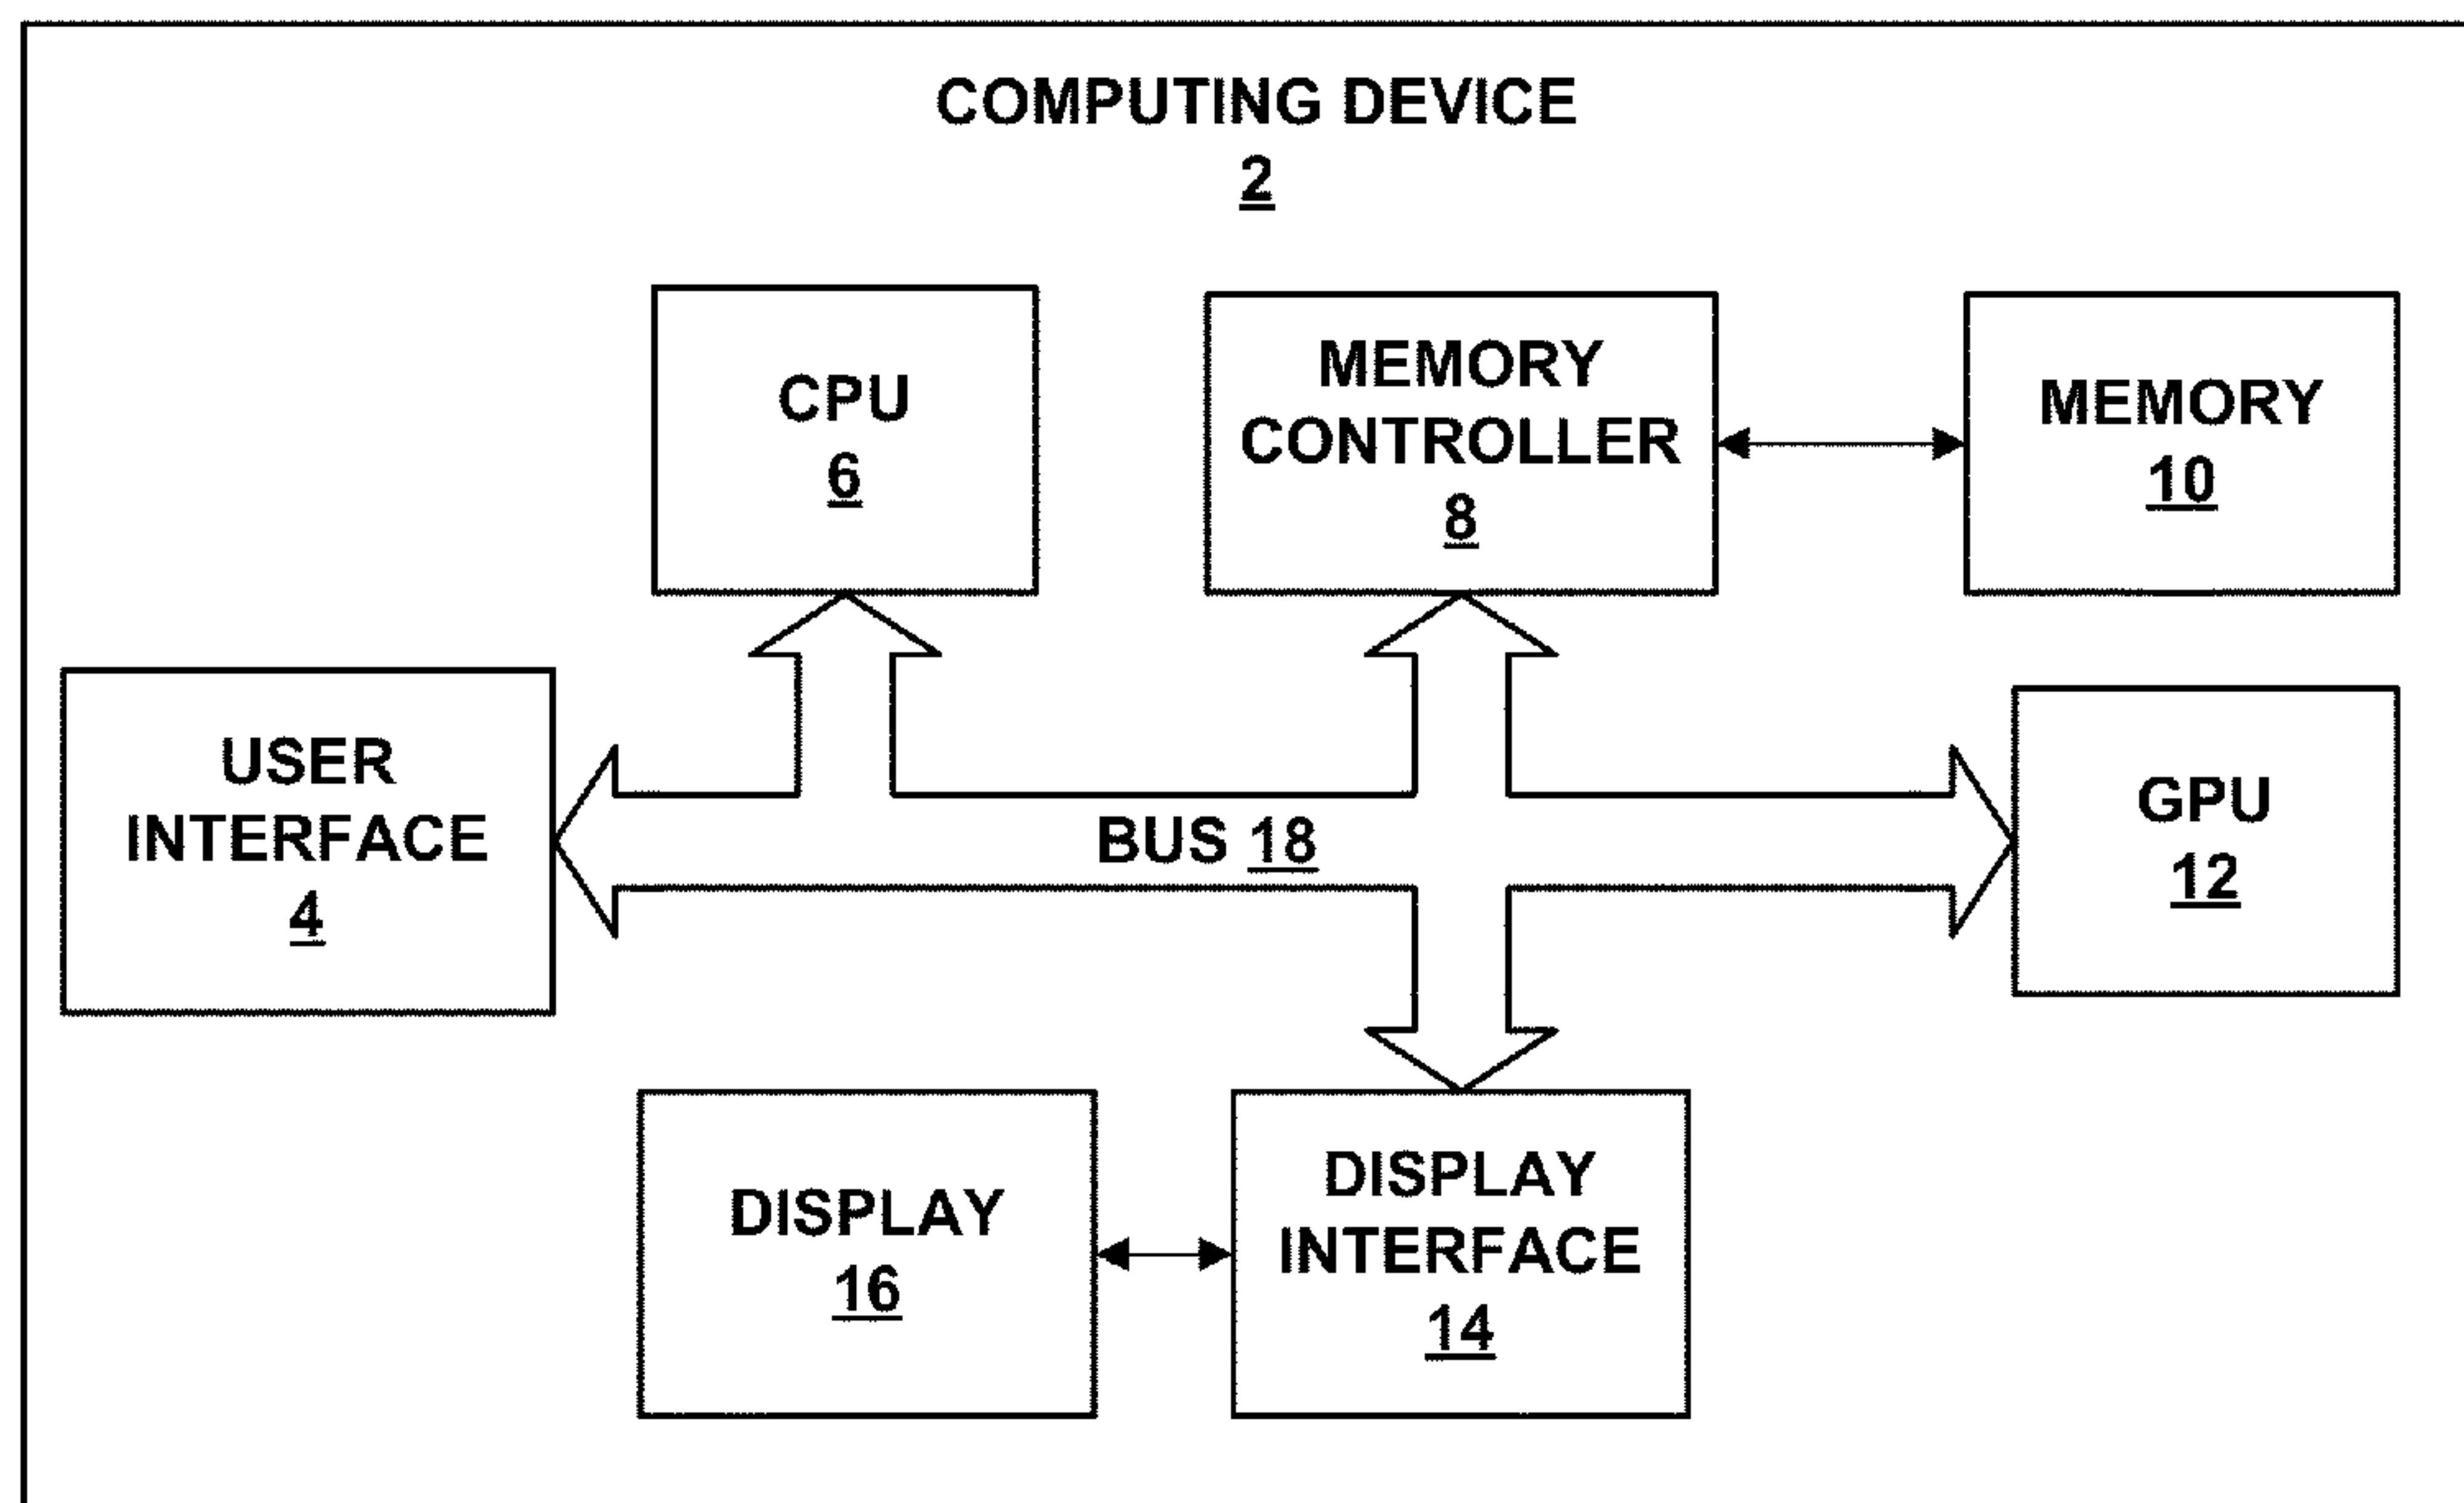 COMPUTING DEVICE
2
CPU
6
MEMORY
CONTROLLER
8
MEMORY
10
USER
INTERFACE
4
BUS 18
GPU
12
DISPLAY
16
DISPLAY
INTERFACE
14